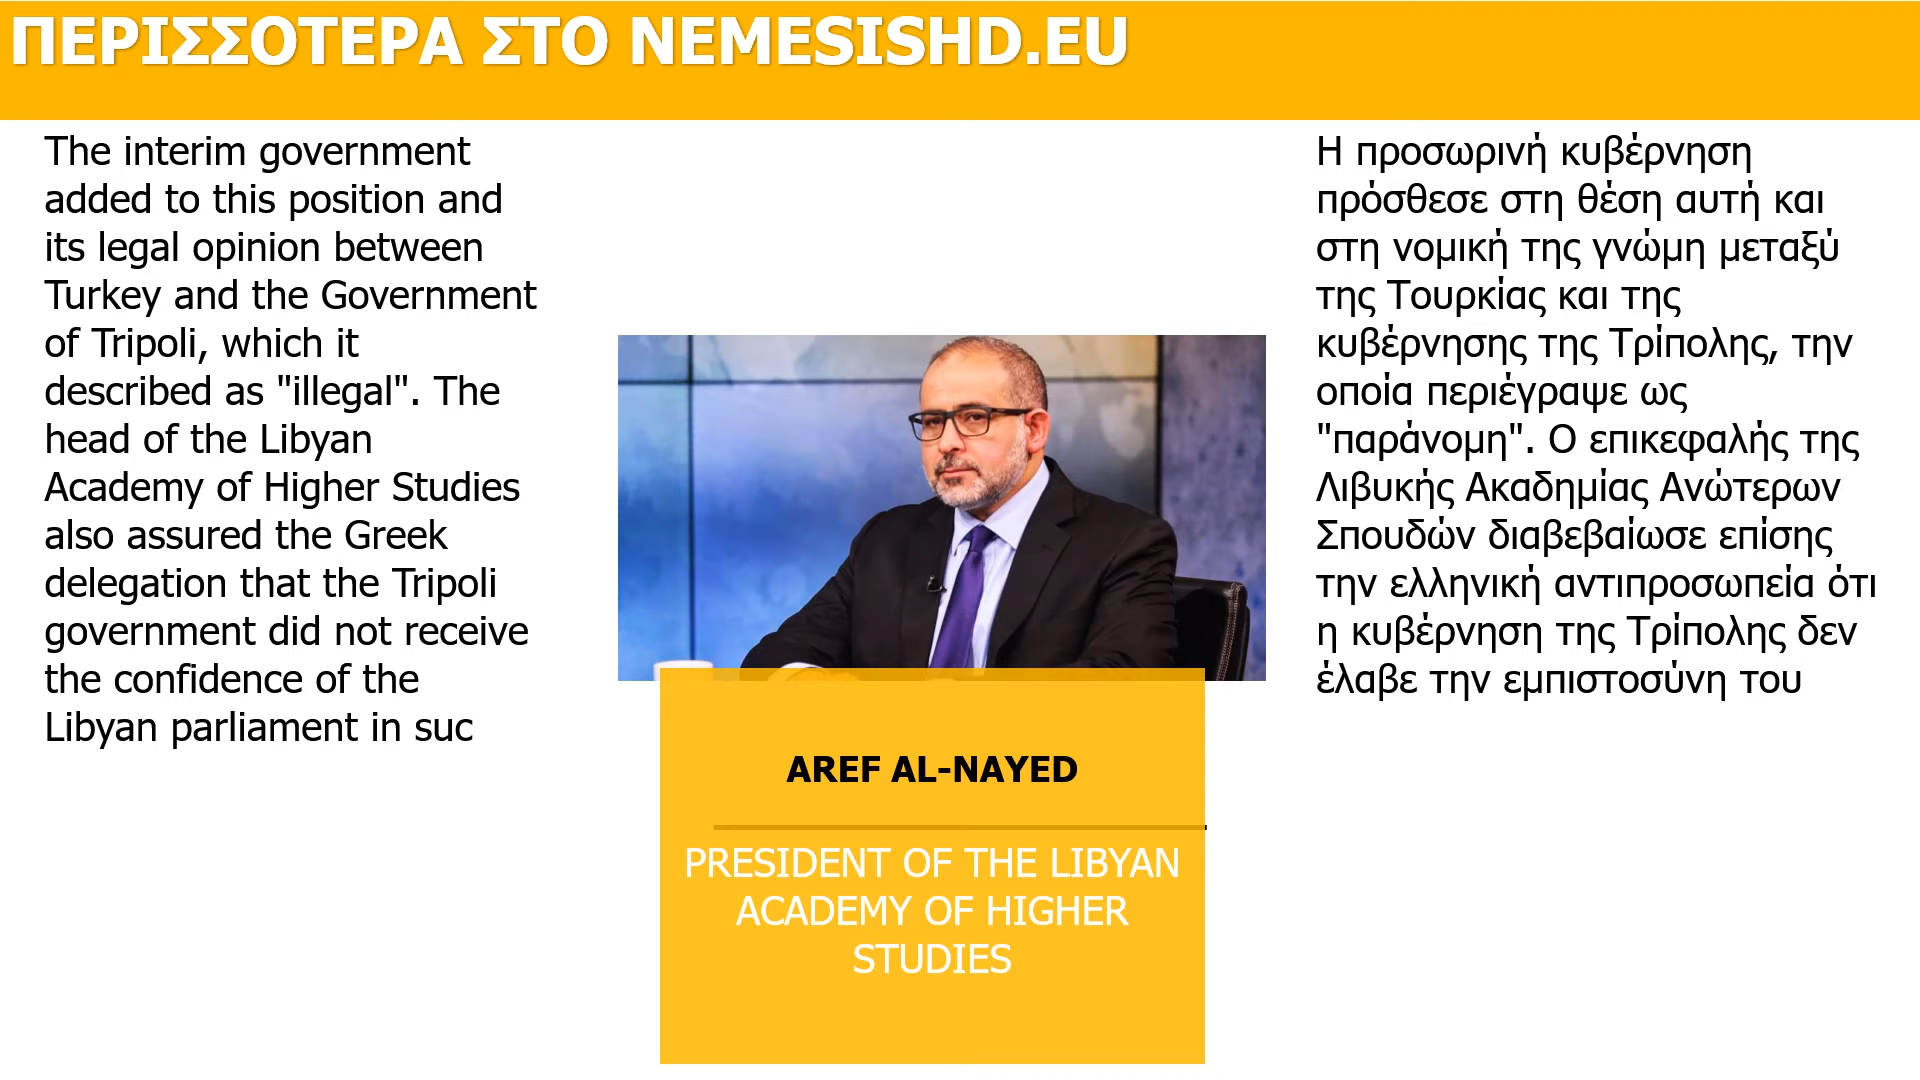 ΠΕΡΙΣΣΟΤΕΡΑ ΣΤΟ NEMESISHD.EU
The interim government
added to this position and
its legal opinion between
Turkey and the Government
of Tripoli, which it
described as "illegal". The
head of the Libyan
Academy of Higher Studies
also assured the Greek
delegation that the Tripoli
government did not receive
the confidence of the
Libyan parliament in suc
AREF AL-NAYED
PRESIDENT OF THE LIBYAN
ACADEMY OF HIGHER
STUDIES
Η προσωρινή κυβέρνηση
πρόσθεσε στη θέση αυτή και
στη νομική της γνώμη μεταξύ
της Τουρκίας και της
κυβέρνησης της Τρίπολης, την
οποία περιέγραψε ως
"παράνομη". Ο επικεφαλής της
Λιβυκής Ακαδημίας Ανώτερων
Σπουδών διαβεβαίωσε επίσης
την ελληνική αντιπροσωπεία ότι
η κυβέρνηση της Τρίπολης δεν
έλαβε την εμπιστοσύνη του